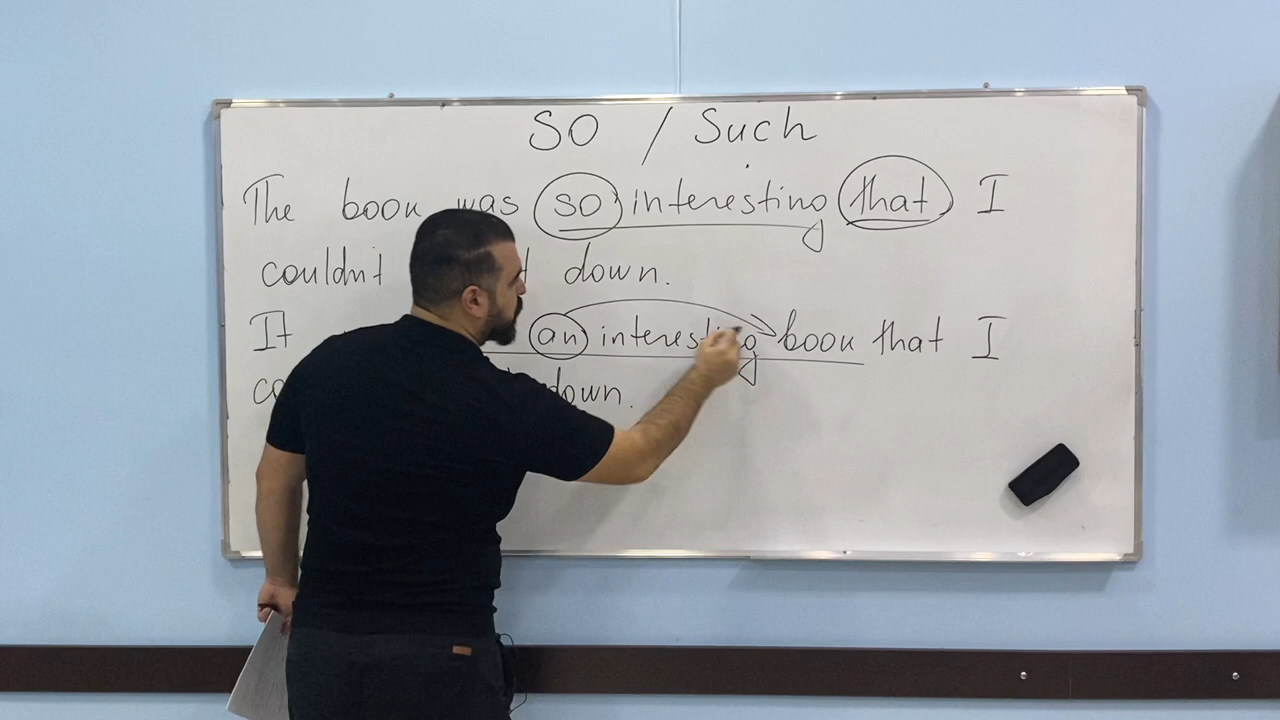 SO / Such
The book was so interesting that I
couldn't down.
It an interesting book that I
down.